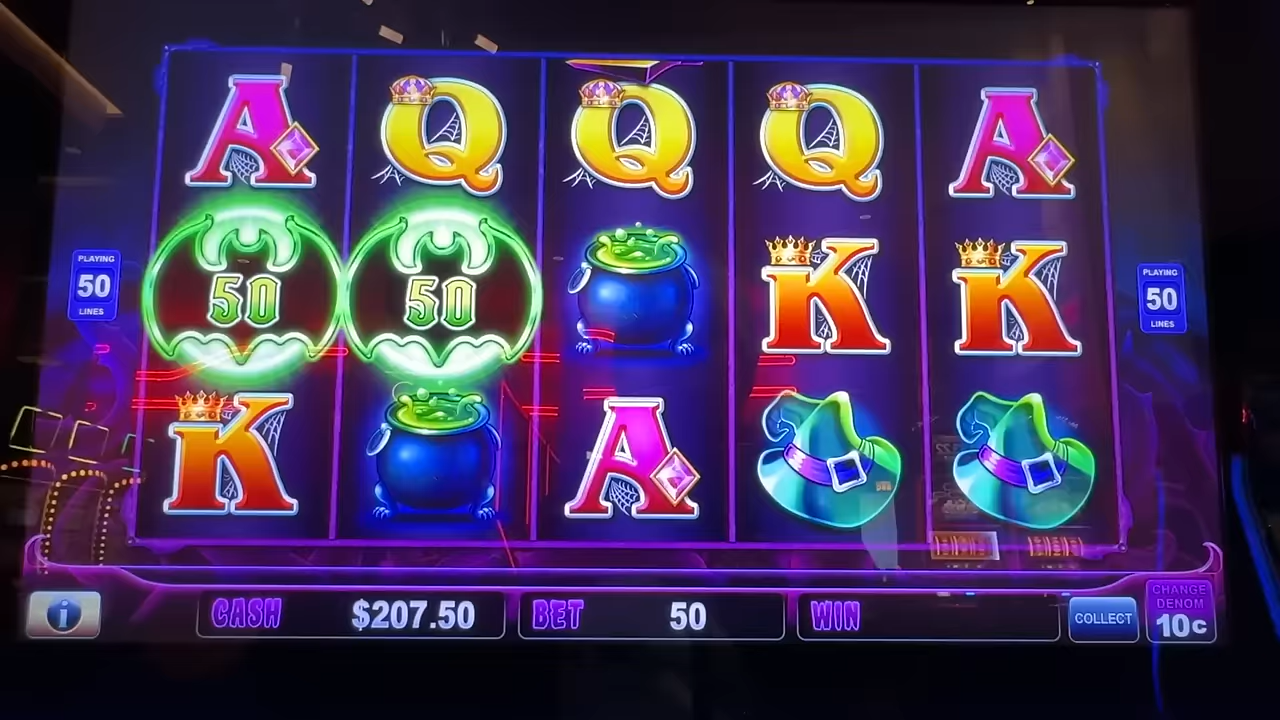 A Q Q Q A
50 50 K K
K A
PLAYING
50
LINES
PLAYING
50
LINES
CASH $207.50 BET 50 WIN
i
COLLECT
CHANGE
DENOM
10c